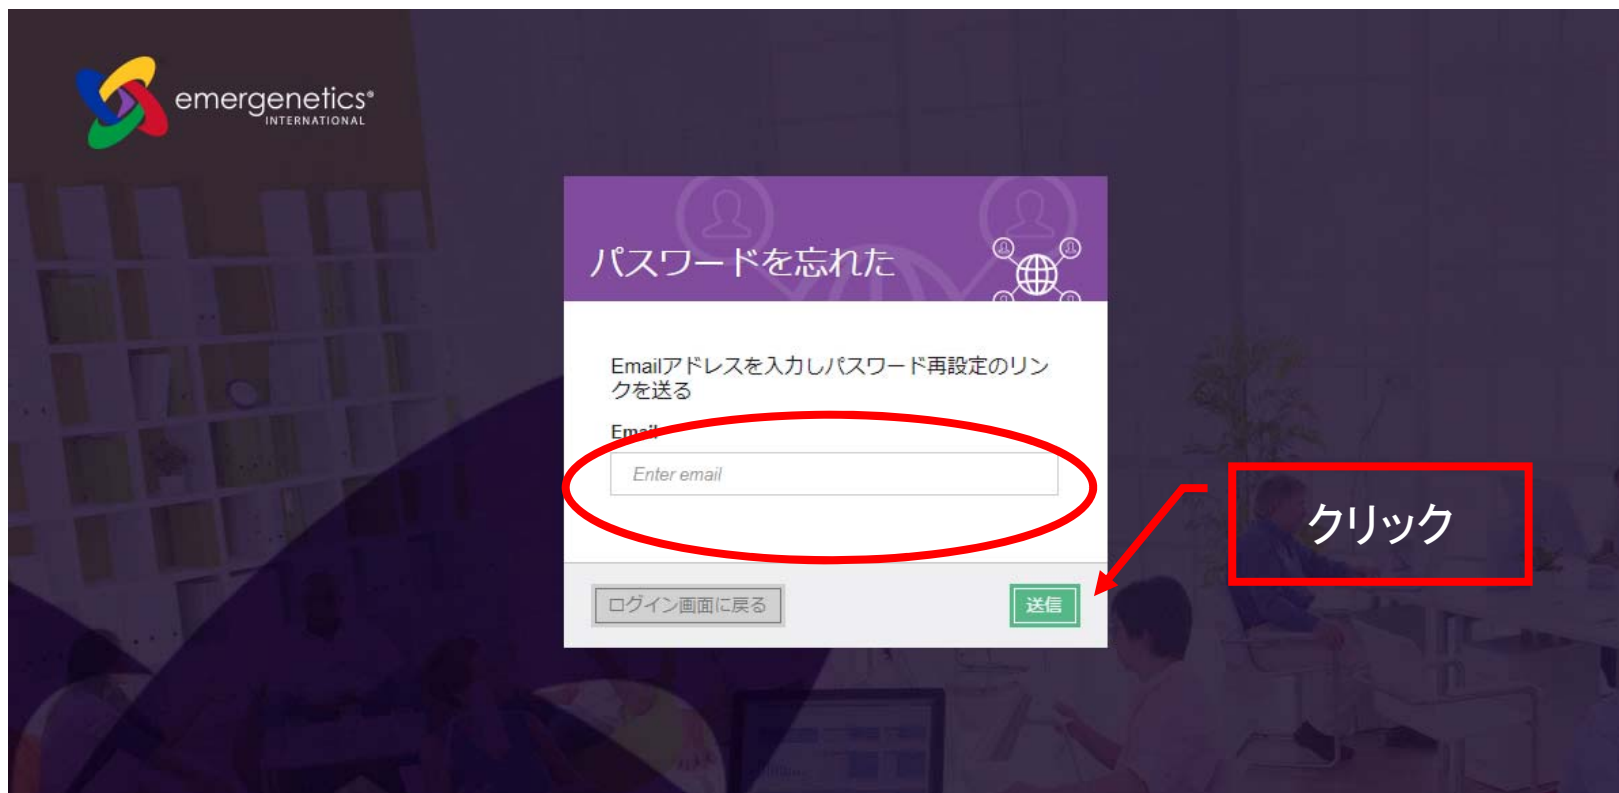 emergenetics®
INTERNATIONAL
パスワードを忘れた
Emailアドレスを入力しパスワード再設定のリン
クを送る
Email
Enter email
クリック
ログイン画面に戻る
送信